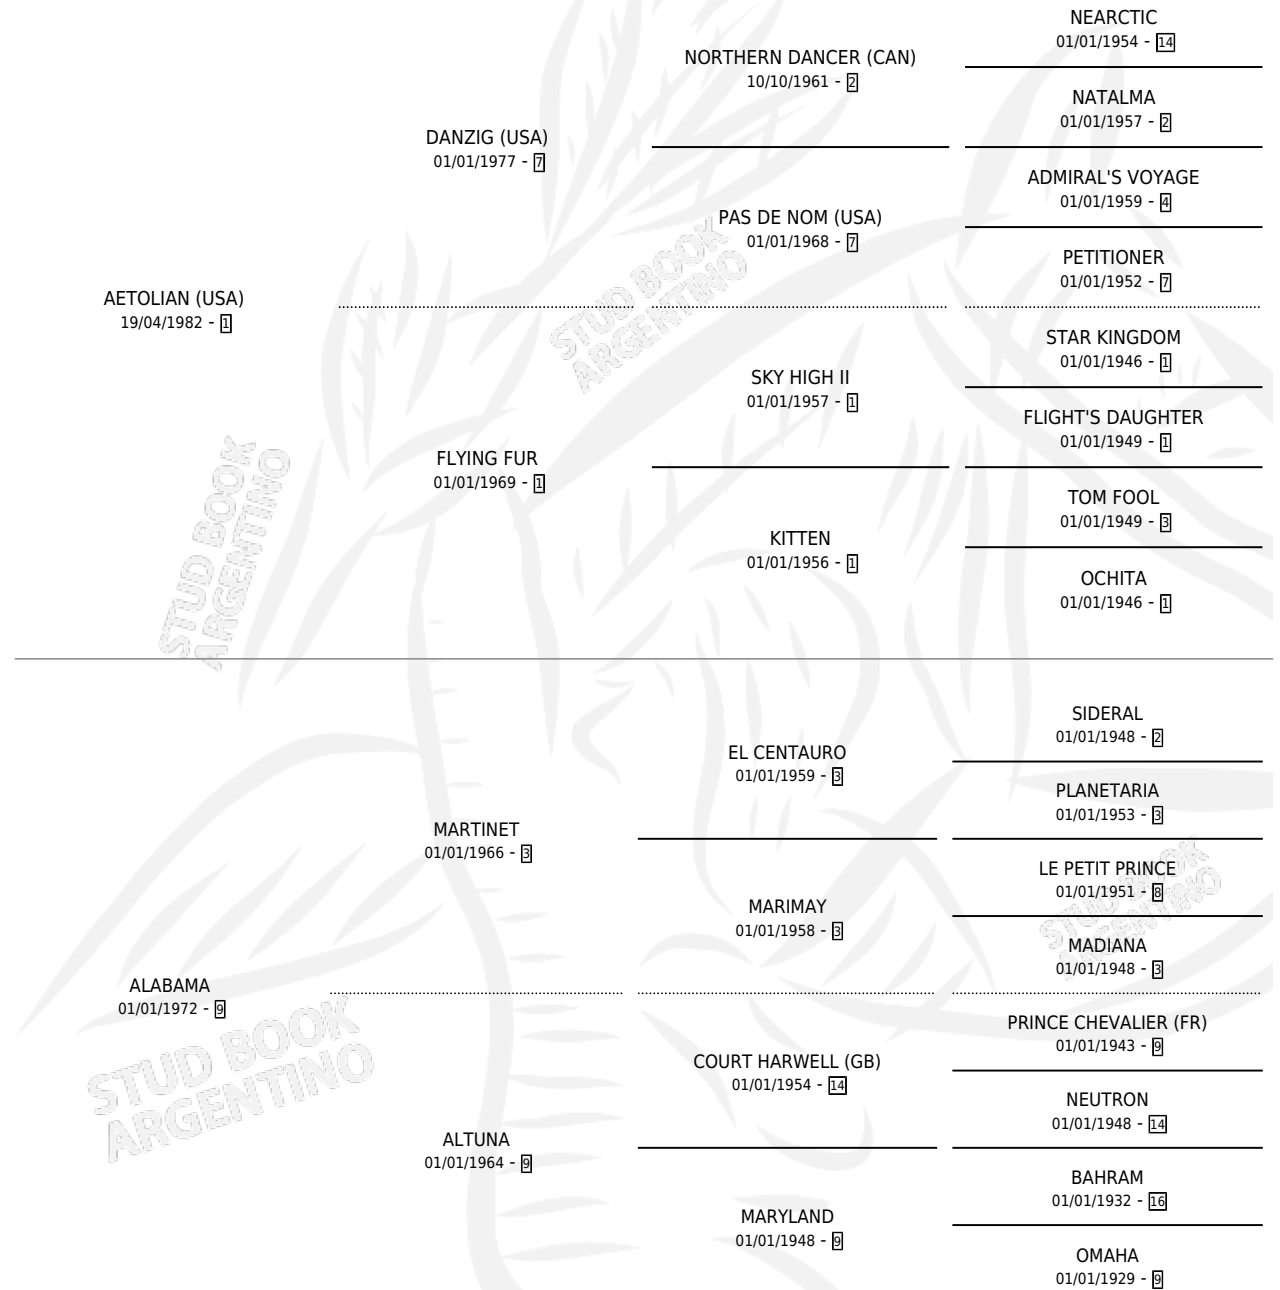 NEARCTIC
01/01/1954 - 14
NORTHERN DANCER (CAN)
10/10/1961 - 2
NATALMA
01/01/1957 - 2
DANZIG (USA)
01/01/1977 - 7
ADMIRAL'S VOYAGE
01/01/1959 - 4
PAS DE NOM (USA)
01/01/1968 - 7
PETITIONER
01/01/1952 - 7
AETOLIAN (USA)
19/04/1982 - 1
STUD BOOK
ARGENTINO
STAR KINGDOM
01/01/1946 - 1
SKY HIGH II
01/01/1957 - 1
FLIGHT'S DAUGHTER
01/01/1949 - 1
FLYING FUR
01/01/1969 - 1
TOM FOOL
01/01/1949 - 3
KITTEN
01/01/1956 - 1
OCHITA
01/01/1946 - 1
STUD BOOK
ARGENTINO
SIDERAL
01/01/1948 - 2
EL CENTAURO
01/01/1959 - 3
PLANETARIA
01/01/1953 - 3
MARTINET
01/01/1966 - 3
LE PETIT PRINCE
01/01/1951 - 8
MARIMAY
01/01/1958 - 3
STUD BOOK
ARGENTINO
MADIANA
01/01/1948 - 3
ALABAMA
01/01/1972 - 9
STUD BOOK
ARGENTINO
PRINCE CHEVALIER (FR)
01/01/1943 - 9
COURT HARWELL (GB)
01/01/1954 - 14
NEUTRON
01/01/1948 - 14
ALTUNA
01/01/1964 - 9
BAHRAM
01/01/1932 - 16
MARYLAND
01/01/1948 - 9
OMAHA
01/01/1929 - 9